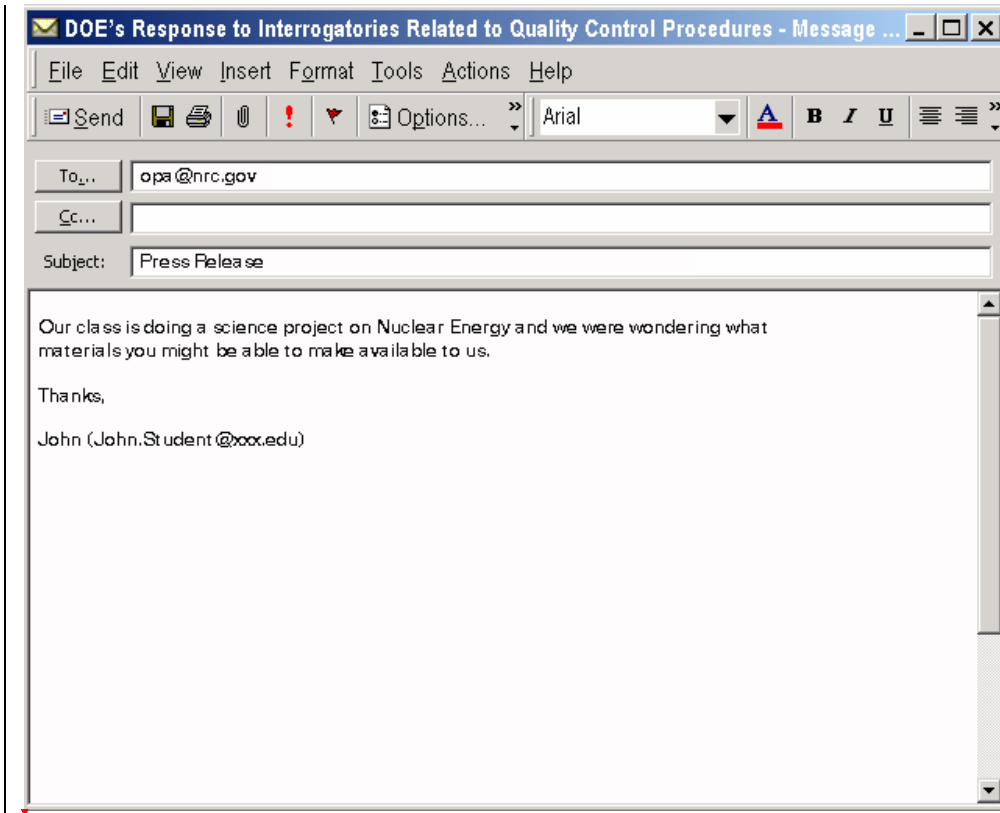 DOE's Response to Interrogatories Related to Quality Control Procedures - Message ...
File Edit View Insert Format Tools Actions Help
Send Options... » Arial A B I U »
To... opa@nrc.gov
Cc...
Subject: Press Release
Our class is doing a science project on Nuclear Energy and we were wondering what
materials you might be able to make available to us.
Thanks,
John (John.Student@xxx.edu)